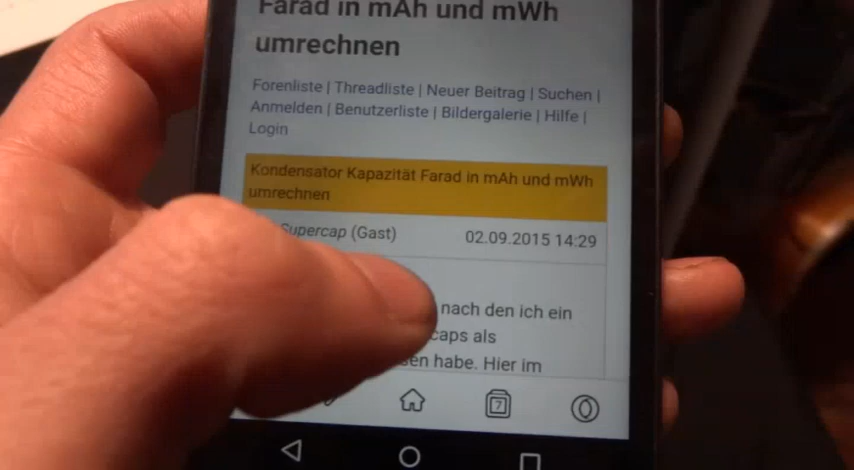 Farad in mAh und mWh
umrechnen
Forenliste | Threadliste | Neuer Beitrag | Suchen |
Anmelden | Benutzerliste | Bildergalerie | Hilfe |
Login
Kondensator Kapazität Farad in mAh und mWh
umrechnen
Supercap (Gast) 02.09.2015 14:29
nach den ich ein
caps als
habe. Hier im
7